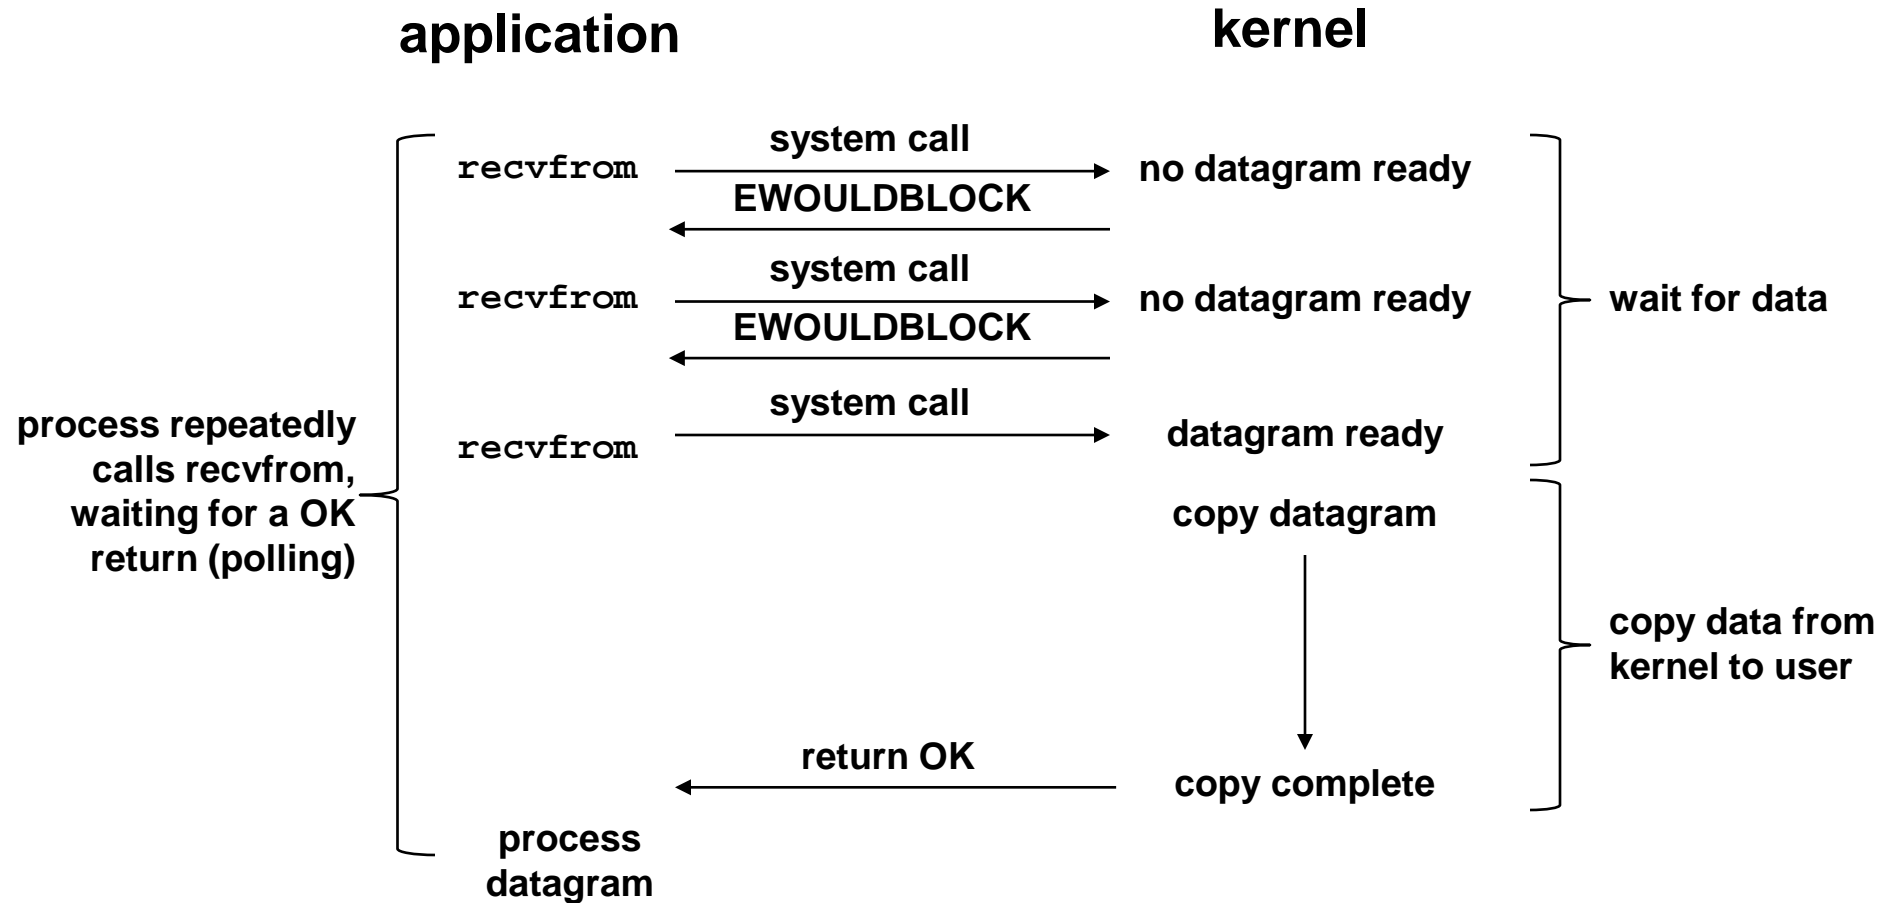 application
kernel
system call
recvfrom
no datagram ready
EWOULDBLOCK
system call
recvfrom
no datagram ready
wait for data
EWOULDBLOCK
system call
recvfrom
datagram ready
process repeatedly
calls recvfrom,
waiting for a OK
return (polling)
copy datagram
copy data from
kernel to user
return OK
copy complete
process
datagram